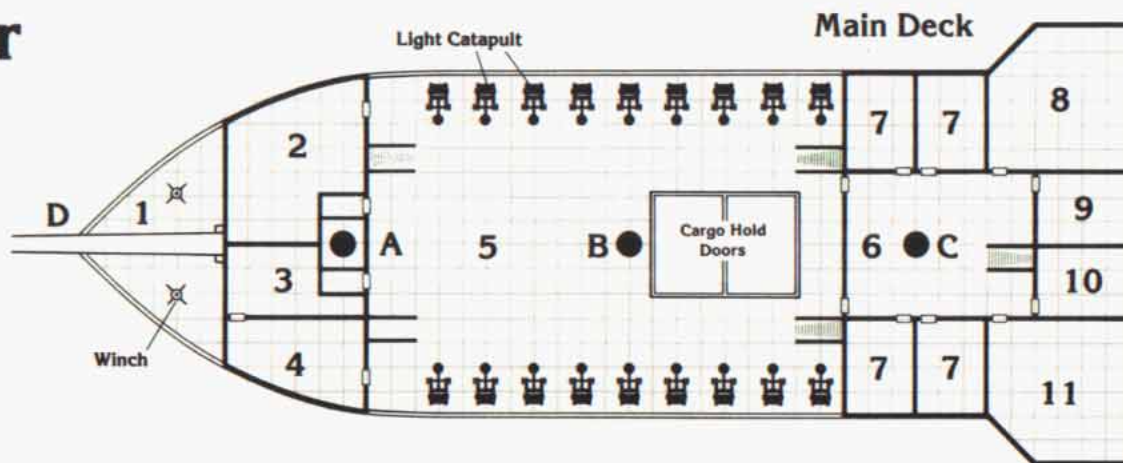 r
Main Deck
Light Catapult
8
7 7
2
D 1
9
A 5 B Cargo Hold 6 C
Doors
3
10
Winch
4
7 7
11